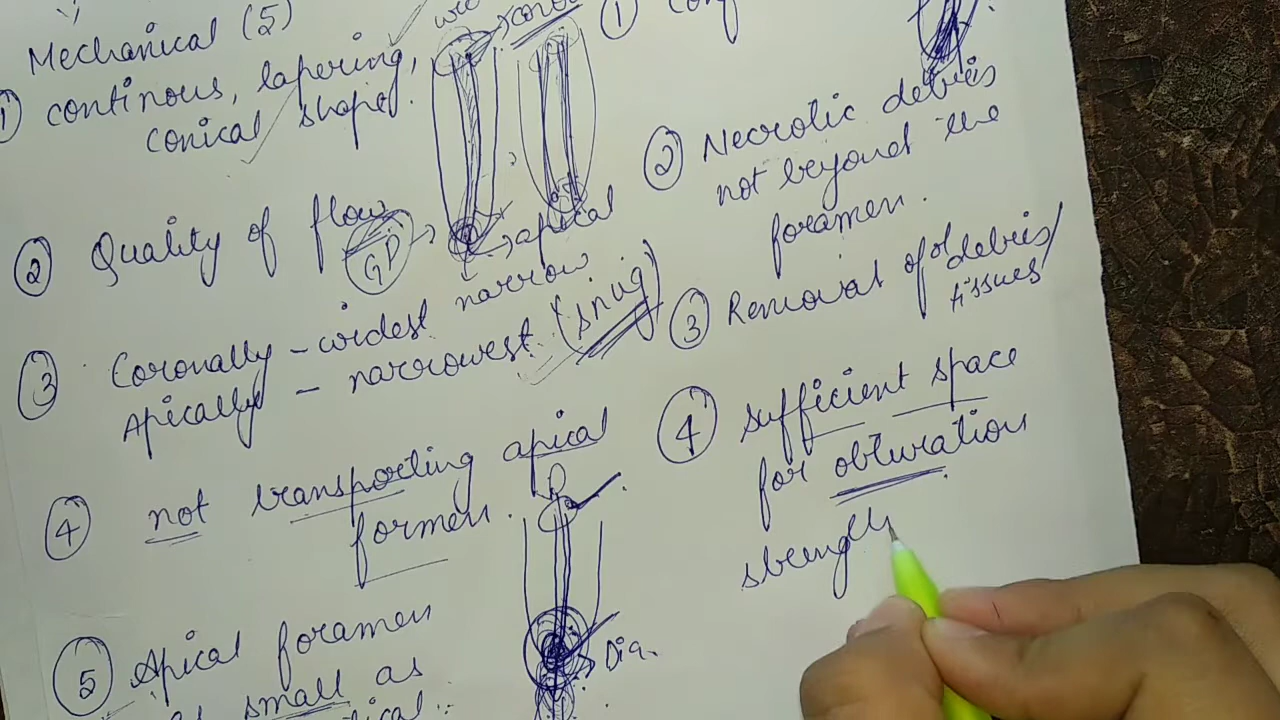 Mechanical (5)
① continous, tapering,
conical shape.
② Quality of flow
GP
apical
③ Coronally - widest narrow
Apically - narrowest. (snug)
④ not transporting apical
formen.
⑤ Apical foramen
as small as
Dia.
①
② Necrotic debris
not beyond the
foramen.
③ Removal of debris/
tissues
④ sufficient space
for obturation
strength